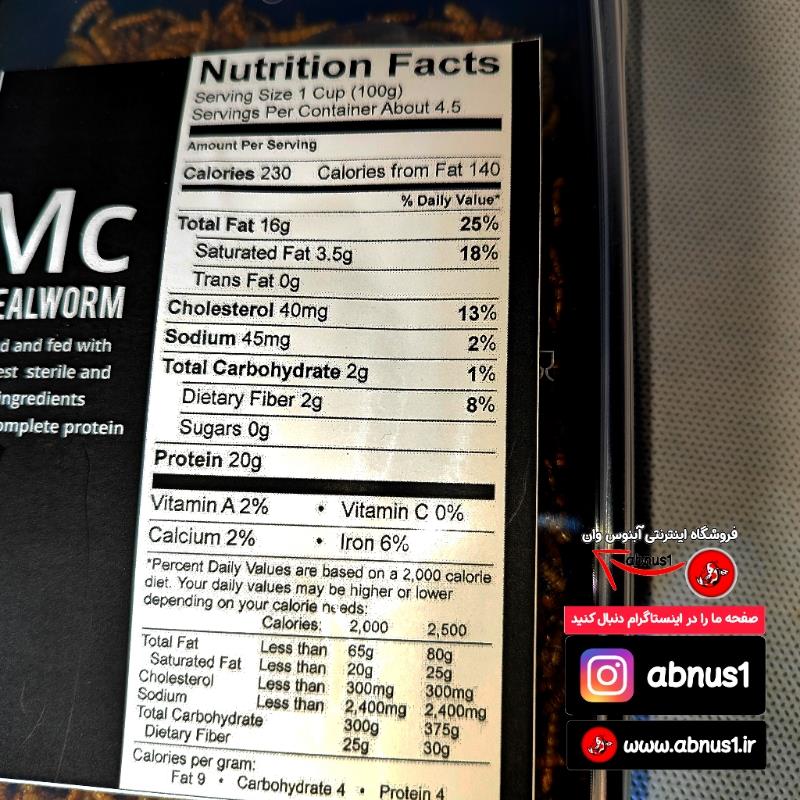 Nutrition Facts
Serving Size 1 Cup (100g)
Servings Per Container About 4.5
Amount Per Serving
Calories 230 Calories from Fat 140
% Daily Value*
Total Fat 16g 25%
Saturated Fat 3.5g 18%
Trans Fat 0g
Cholesterol 40mg 13%
Sodium 45mg 2%
Total Carbohydrate 2g 1%
Dietary Fiber 2g 8%
Sugars 0g
Protein 20g
Vitamin A 2% • Vitamin C 0%
Calcium 2% • Iron 6%
*Percent Daily Values are based on a 2,000 calorie
diet. Your daily values may be higher or lower
depending on your calorie needs:
Calories: 2,000 2,500
Total Fat Less than 65g 80g
Saturated Fat Less than 20g 25g
Cholesterol Less than 300mg 300mg
Sodium Less than 2,400mg 2,400mg
Total Carbohydrate 300g 375g
Dietary Fiber 25g 30g
Calories per gram:
Fat 9 • Carbohydrate 4 • Protein 4
Mc
EALWORM
d and fed with
est sterile and
ingredients
omplete protein
فروشگاه اینترنتی آبنوس وان
abnus1
صفحه ما را در اینستاگرام دنبال کنید
abnus1
www.abnus1.ir